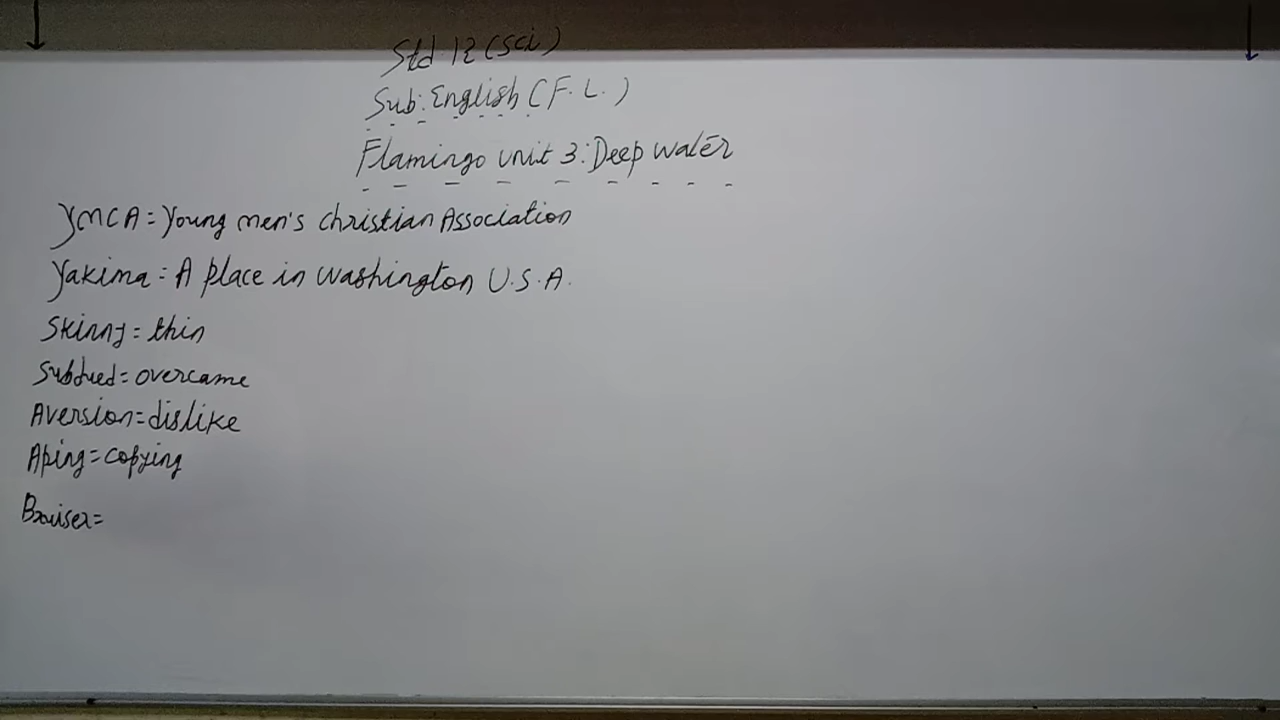 Std 12 (sci)
Sub: English (F.L.)
Flamingo unit 3: Deep water
YMCA = Young men's christian Association
Yakima = A place in washington U.S.A.
Skinny = thin
Subdued = overcame
Aversion = dislike
Aping = copying
Bruiser =